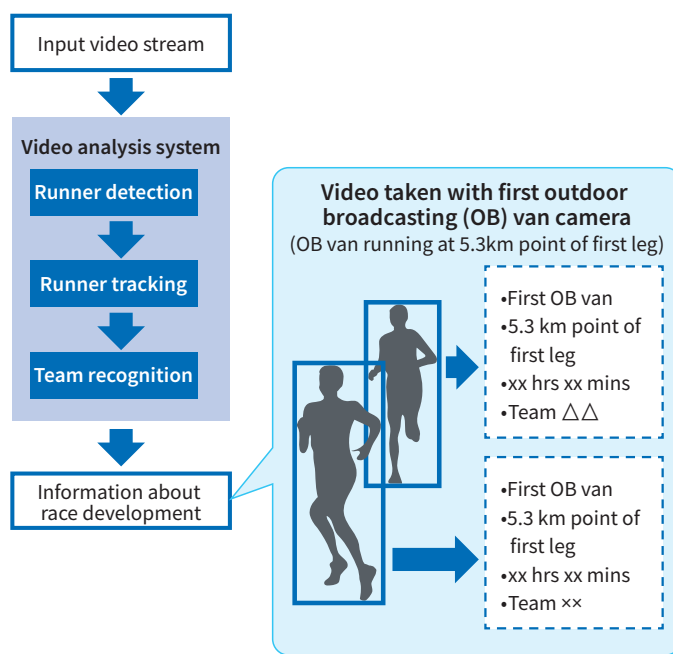 Input video stream
Video analysis system
Runner detection
Runner tracking
Team recognition
Information about
race development
Video taken with first outdoor
broadcasting (OB) van camera
(OB van running at 5.3km point of first leg)
•First OB van
•5.3 km point of
first leg
•xx hrs xx mins
•Team △△
•First OB van
•5.3 km point of
first leg
•xx hrs xx mins
•Team ××